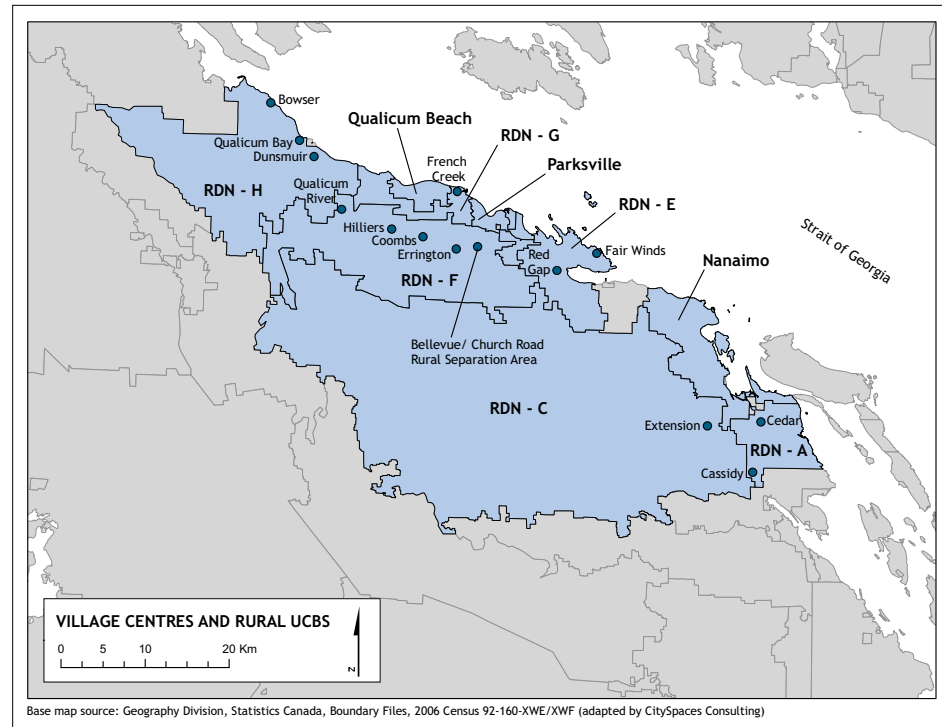 Bowser
Qualicum Beach
RDN - G
Qualicum Bay
Dunsmuir
French
Creek
Parksville
RDN - H
Qualicum
River
RDN - E
Hilliers
Coombs
Errington
Red
Gap
Fair Winds
Strait of Georgia
Nanaimo
RDN - F
Bellevue/ Church Road
Rural Separation Area
RDN - C
Extension
Cedar
RDN - A
Cassidy
VILLAGE CENTRES AND RURAL UCBS
0 5 10 20 Km
N
Base map source: Geography Division, Statistics Canada, Boundary Files, 2006 Census 92-160-XWE/XWF (adapted by CitySpaces Consulting)